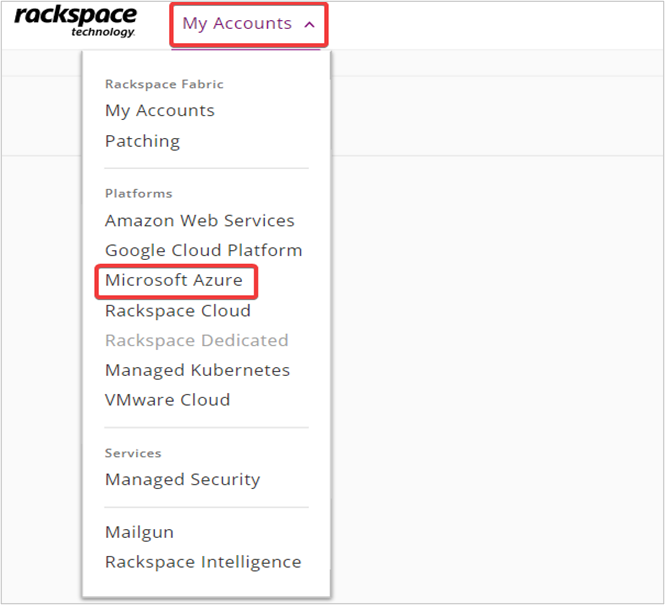 rackspace
technology.
My Accounts
Rackspace Fabric
My Accounts
Patching
Platforms
Amazon Web Services
Google Cloud Platform
Microsoft Azure
Rackspace Cloud
Rackspace Dedicated
Managed Kubernetes
VMware Cloud
Services
Managed Security
Mailgun
Rackspace Intelligence